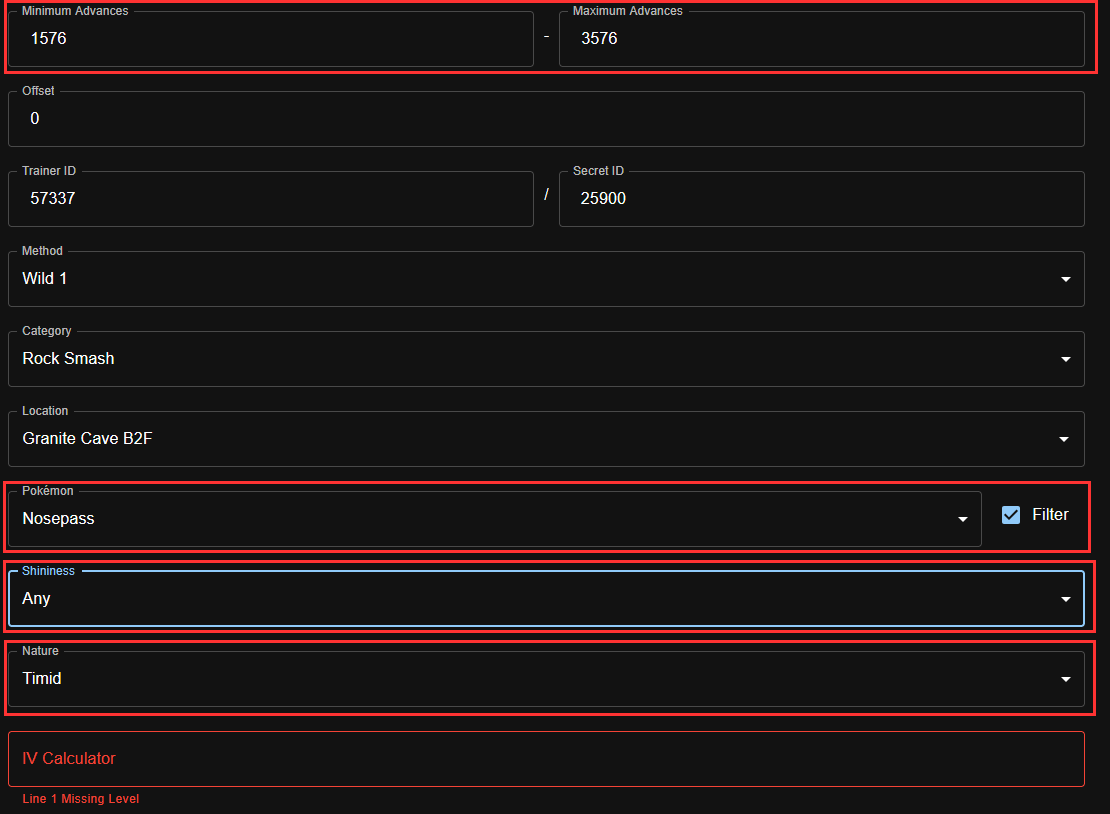 Minimum Advances
1576
-
Maximum Advances
3576
Offset
0
Trainer ID
57337
/
Secret ID
25900
Method
Wild 1
Category
Rock Smash
Location
Granite Cave B2F
Pokémon
Nosepass
Filter
Shininess
Any
Nature
Timid
IV Calculator
Line 1 Missing Level